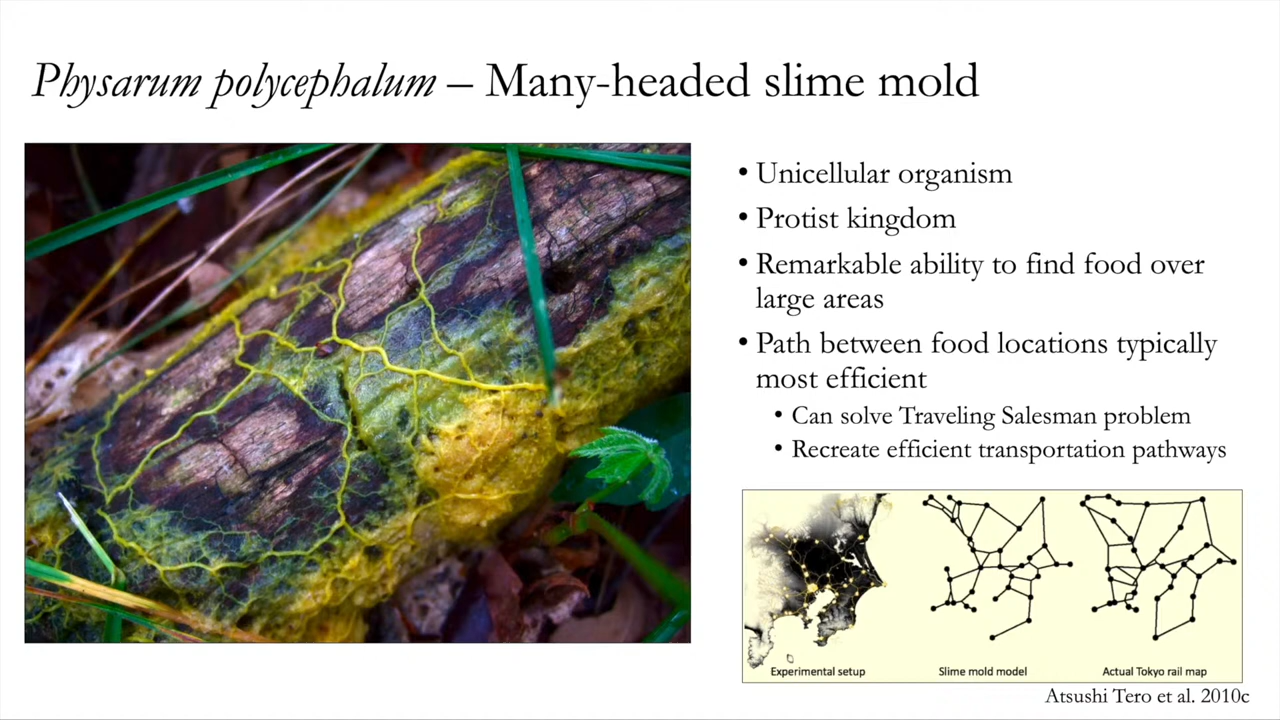 Physarum polycephalum – Many-headed slime mold
• Unicellular organism
• Protist kingdom
• Remarkable ability to find food over
large areas
• Path between food locations typically
most efficient
• Can solve Traveling Salesman problem
• Recreate efficient transportation pathways
Experimental setup
Slime mold model
Actual Tokyo rail map
Atsushi Tero et al. 2010c